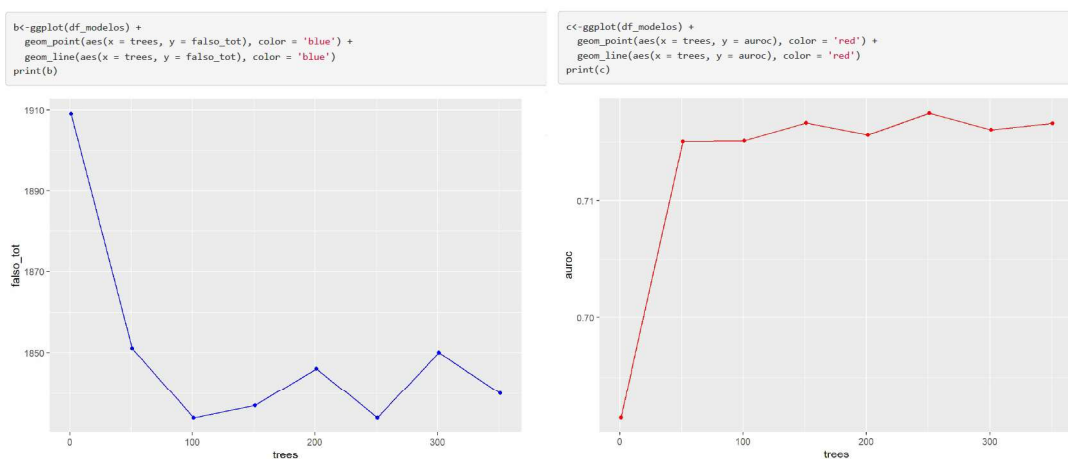 b<-ggplot(df_modelos) +
geom_point(aes(x = trees, y = falso_tot), color = 'blue') +
geom_line(aes(x = trees, y = falso_tot), color = 'blue')
print(b)
1910
1890
1870
1850
falso_tot
0 100 200 300
trees
c<-ggplot(df_modelos) +
geom_point(aes(x = trees, y = auroc), color = 'red') +
geom_line(aes(x = trees, y = auroc), color = 'red')
print(c)
0.71
0.70
auroc
0 100 200 300
trees